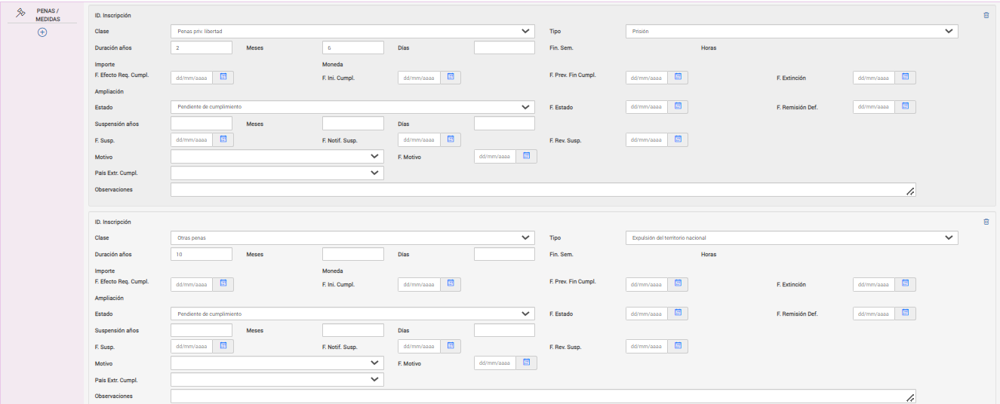 PENAS /
MEDIDAS
ID. Inscripción
Clase Penas priv. libertad Tipo Prisión
Duración años 2 Meses 6 Días Fin. Sem. Horas
Importe Moneda
F. Efecto Req. Cumpl. dd/mm/aaaa F. Ini. Cumpl. dd/mm/aaaa F. Prev. Fin Cumpl. dd/mm/aaaa F. Extinción dd/mm/aaaa
Ampliación
Estado Pendiente de cumplimiento F. Estado dd/mm/aaaa F. Remisión Def. dd/mm/aaaa
Suspensión años Meses Días
F. Susp. dd/mm/aaaa F. Notif. Susp. dd/mm/aaaa F. Rev. Susp. dd/mm/aaaa
Motivo F. Motivo dd/mm/aaaa
País Extr. Cumpl.
Observaciones
ID. Inscripción
Clase Otras penas Tipo Expulsión del territorio nacional
Duración años 10 Meses Días Fin. Sem. Horas
Importe Moneda
F. Efecto Req. Cumpl. dd/mm/aaaa F. Ini. Cumpl. dd/mm/aaaa F. Prev. Fin Cumpl. dd/mm/aaaa F. Extinción dd/mm/aaaa
Ampliación
Estado Pendiente de cumplimiento F. Estado dd/mm/aaaa F. Remisión Def. dd/mm/aaaa
Suspensión años Meses Días
F. Susp. dd/mm/aaaa F. Notif. Susp. dd/mm/aaaa F. Rev. Susp. dd/mm/aaaa
Motivo F. Motivo dd/mm/aaaa
País Extr. Cumpl.
Observaciones